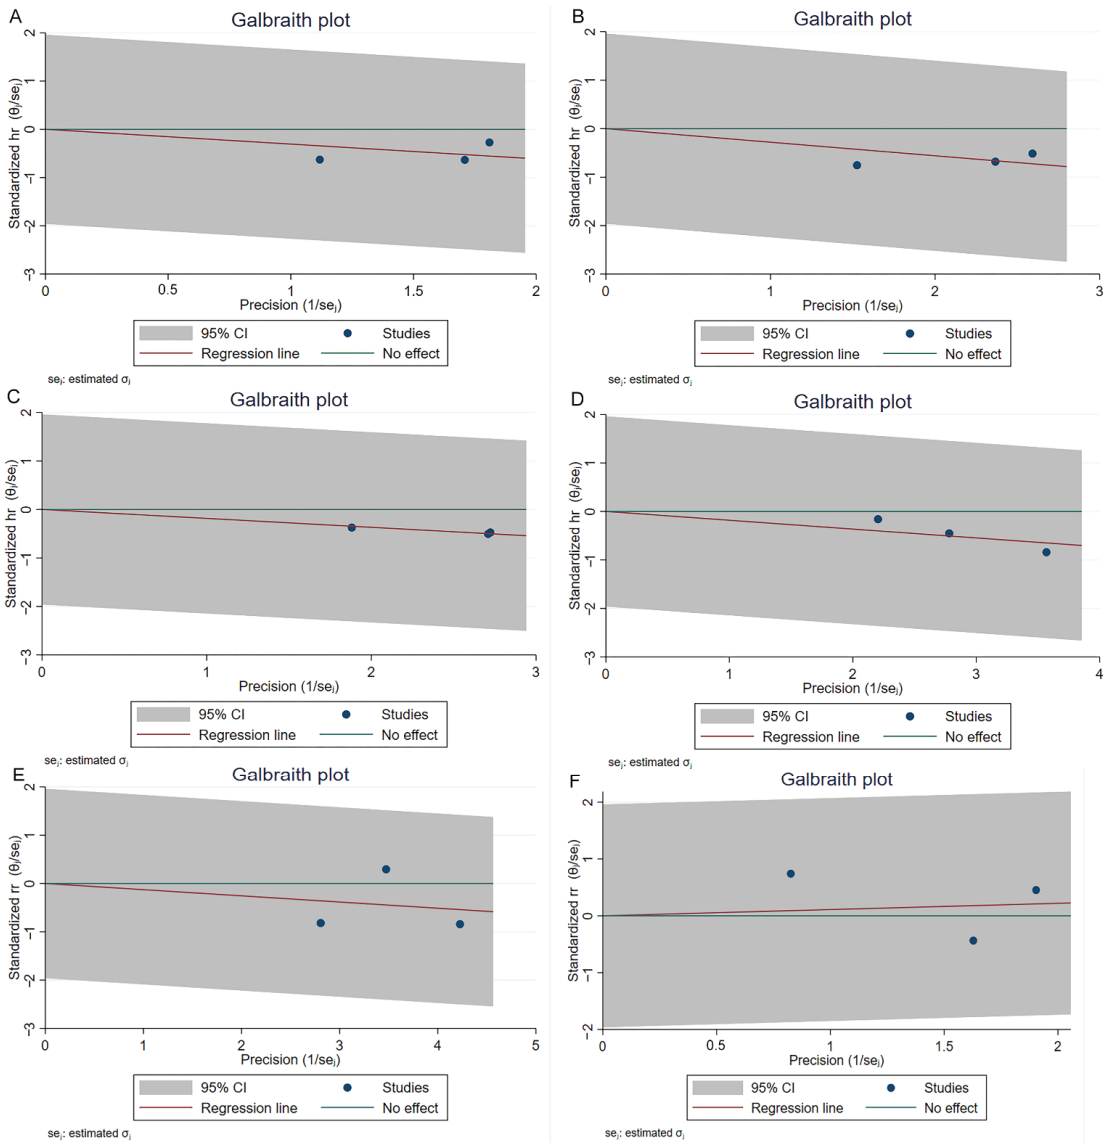 A
Galbraith plot
Standardized hr (θⱼ/seⱼ)
2
1
0
−1
−2
−3
0
0.5
1
1.5
2
Precision (1/seⱼ)
95% CI
Studies
Regression line
No effect
seⱼ: estimated σⱼ
B
Galbraith plot
Standardized hr (θⱼ/seⱼ)
2
1
0
−1
−2
−3
0
1
2
3
Precision (1/seⱼ)
95% CI
Studies
Regression line
No effect
seⱼ: estimated σⱼ
C
Galbraith plot
Standardized hr (θⱼ/seⱼ)
2
1
0
−1
−2
−3
0
1
2
3
Precision (1/seⱼ)
95% CI
Studies
Regression line
No effect
seⱼ: estimated σⱼ
D
Galbraith plot
Standardized hr (θⱼ/seⱼ)
2
1
0
−1
−2
−3
0
1
2
3
4
Precision (1/seⱼ)
95% CI
Studies
Regression line
No effect
seⱼ: estimated σⱼ
E
Galbraith plot
Standardized rr (θⱼ/seⱼ)
2
1
0
−1
−2
−3
0
1
2
3
4
5
Precision (1/seⱼ)
95% CI
Studies
Regression line
No effect
seⱼ: estimated σⱼ
F
Galbraith plot
Standardized rr (θⱼ/seⱼ)
2
1
0
−1
−2
0
0.5
1
1.5
2
Precision (1/seⱼ)
95% CI
Studies
Regression line
No effect
seⱼ: estimated σⱼ